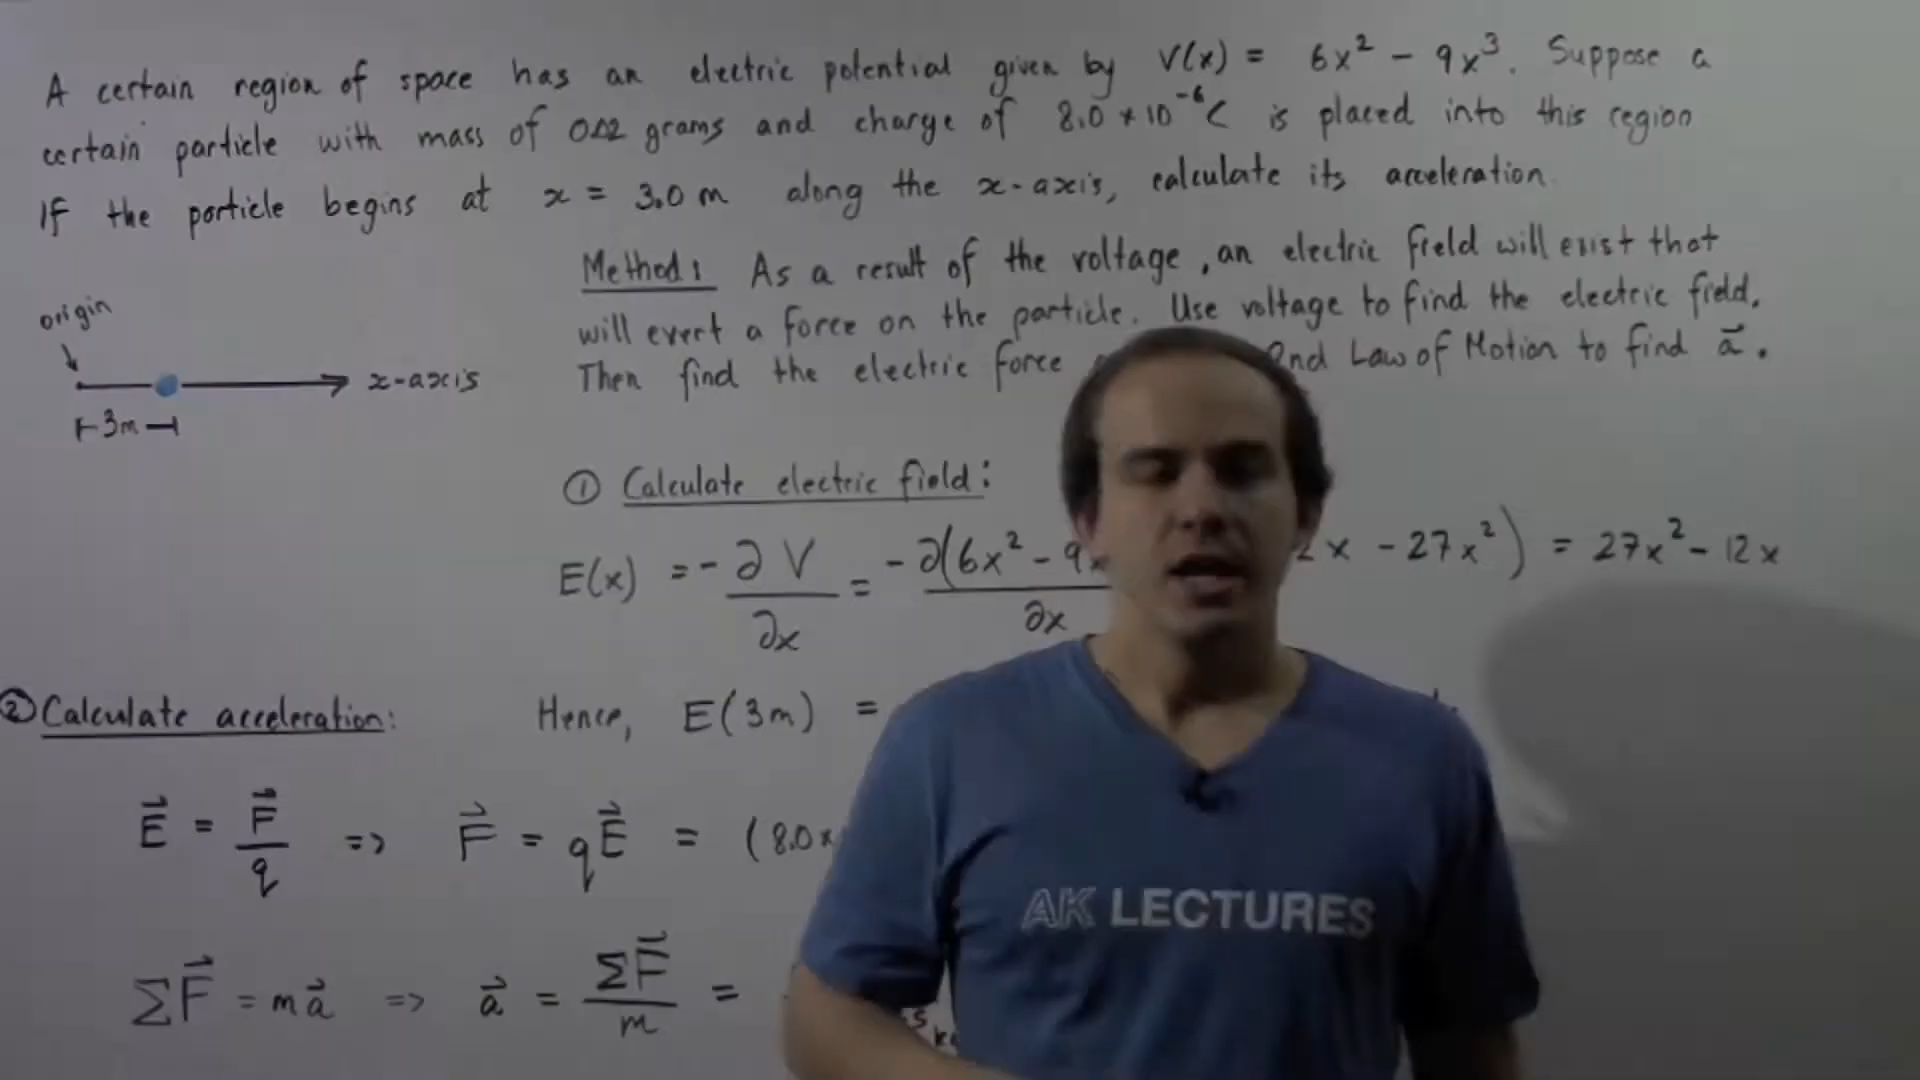 A certain region of space has an electric potential given by V(x) = 6x² - 9x³. Suppose a
certain particle with mass of grams and charge of 8.0 * 10⁻⁶ C is placed into this region
If the particle begins at x = 3.0 m along the x-axis, calculate its acceleration.
Method: As a result of the voltage, an electric field will exist that
will exert a force on the particle. Use voltage to find the electric field.
Then find the electric force 2nd Law of Motion to find a⃗.
origin
x-axis
3m
① Calculate electric field:
E(x) = - ∂V/∂x = - ∂(6x² - 9x /∂x 2x - 27x²) = 27x² - 12x
Hence, E(3m) =
② Calculate acceleration:
E⃗ = F⃗/q => F⃗ = qE⃗ = (8.0x
ΣF⃗ = ma⃗ => a⃗ = ΣF⃗/m =
AK LECTURES